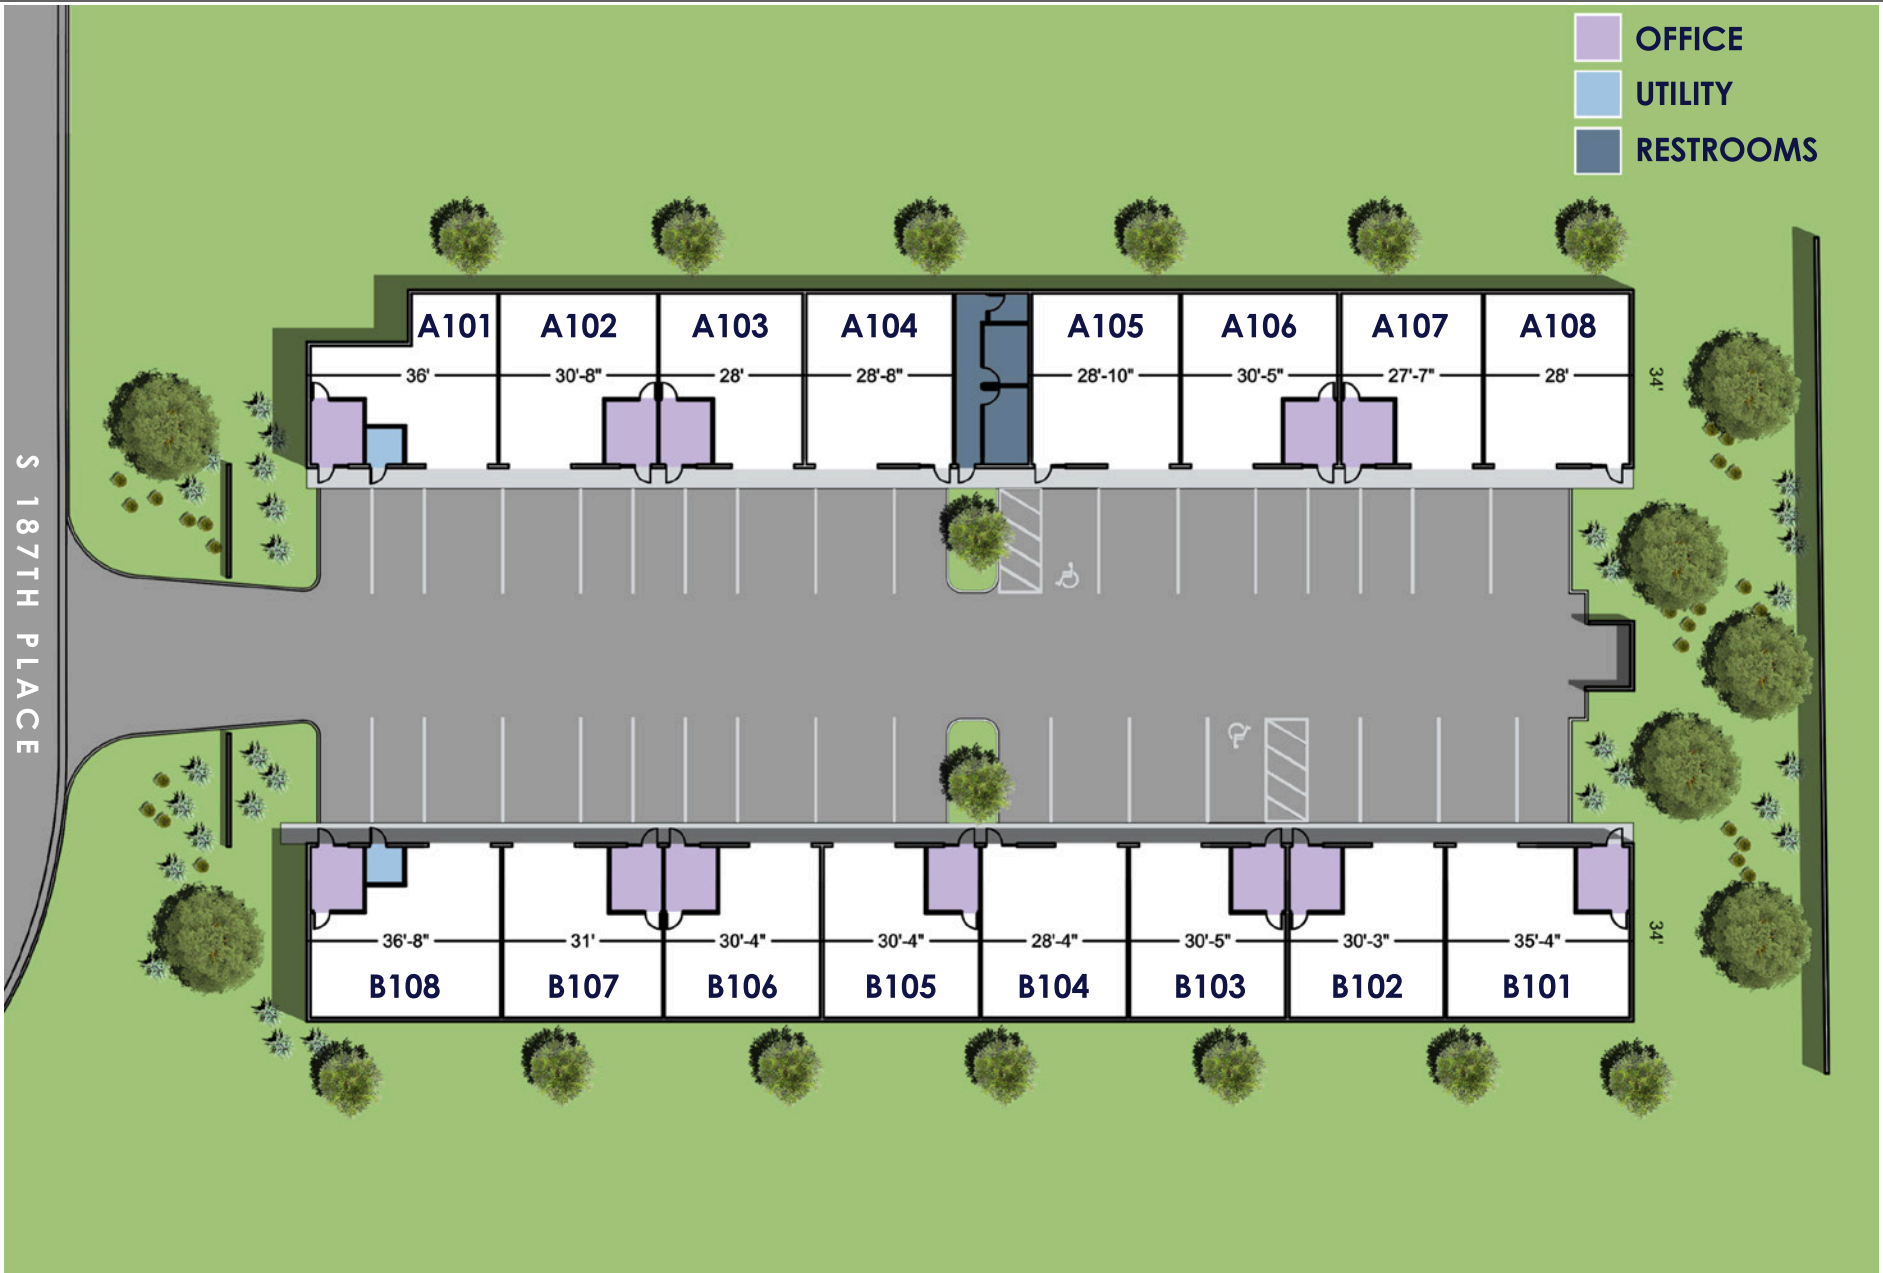 OFFICE
UTILITY
RESTROOMS
A101 A102 A103 A104 A105 A106 A107 A108
36' 30'-8" 28' 28'-8" 28'-10" 30'-5" 27'-7" 28' 34'
S 187TH PLACE
36'-8" 31' 30'-4" 30'-4" 28'-4" 30'-5" 30'-3" 35'-4" 34'
B108 B107 B106 B105 B104 B103 B102 B101